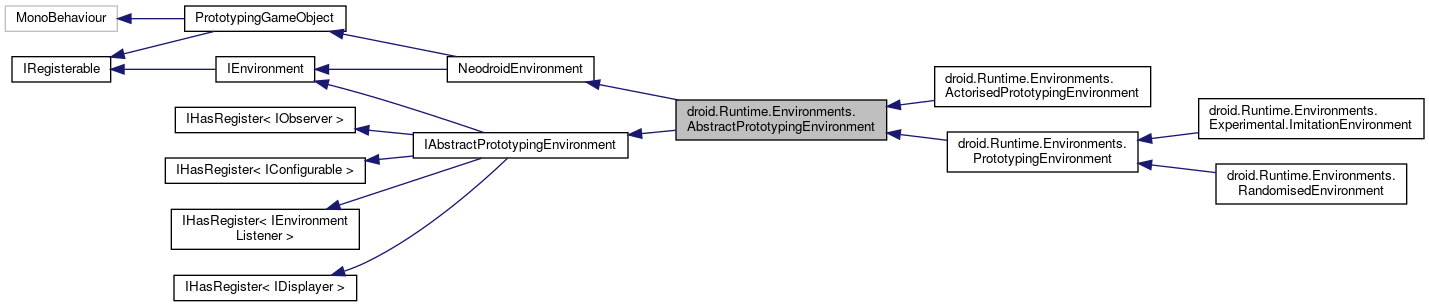 MonoBehaviour
PrototypingGameObject
IRegisterable
IEnvironment
NeodroidEnvironment
IHasRegister< IObserver >
IAbstractPrototypingEnvironment
IHasRegister< IConfigurable >
IHasRegister< IEnvironment
Listener >
IHasRegister< IDisplayer >
droid.Runtime.Environments.
AbstractPrototypingEnvironment
droid.Runtime.Environments.
ActorisedPrototypingEnvironment
droid.Runtime.Environments.
PrototypingEnvironment
droid.Runtime.Environments.
Experimental.ImitationEnvironment
droid.Runtime.Environments.
RandomisedEnvironment